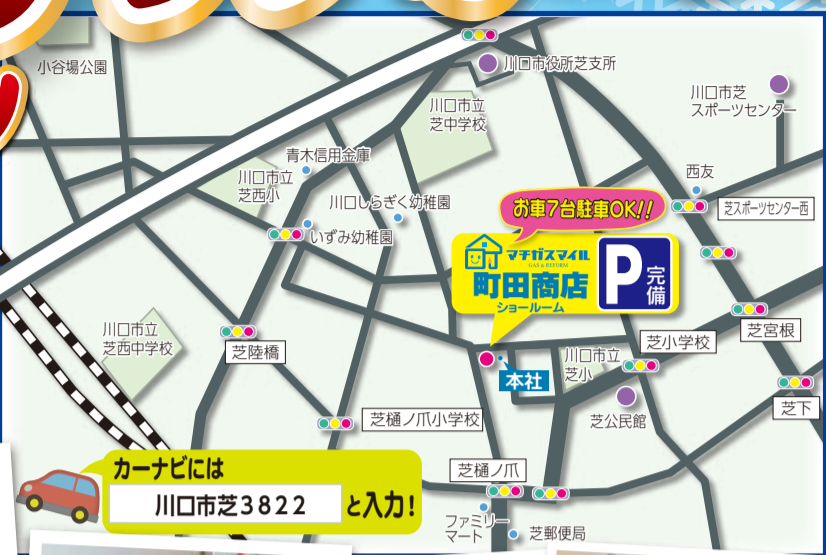 小谷場公園
川口市役所芝支所
川口市芝
スポーツセンター
川口市立
芝中学校
青木信用金庫
川口市立
芝西小
川口しらぎく幼稚園
いずみ幼稚園
西友
芝スポーツセンター西
お車7台駐車OK!!
マチガスマイル
GAS & REFORM
町田商店
ショールーム
P
完備
川口市立
芝西中学校
芝陸橋
本社
川口市立
芝小
芝小学校
芝宮根
芝公民館
芝下
芝樋ノ爪小学校
芝樋ノ爪
ファミリー
マート
芝郵便局
カーナビには
川口市芝3822
と入力!